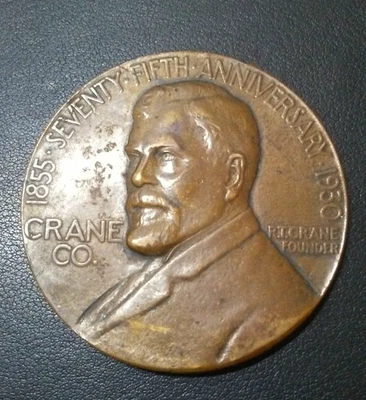 1855 · SEVENTY · FIFTH · ANNIVERSARY · 1930
CRANE
CO.
R.T. CRANE
FOUNDER